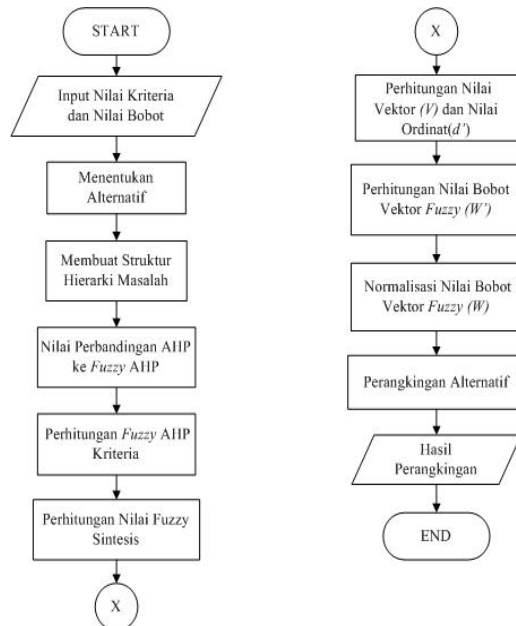 START
Input Nilai Kriteria
dan Nilai Bobot
Menentukan
Alternatif
Membuat Struktur
Hierarki Masalah
Nilai Perbandingan AHP
ke Fuzzy AHP
Perhitungan Fuzzy AHP
Kriteria
Perhitungan Nilai Fuzzy
Sintesis
X
X
Perhitungan Nilai
Vektor (V) dan Nilai
Ordinat(d')
Perhitungan Nilai Bobot
Vektor Fuzzy (W')
Normalisasi Nilai Bobot
Vektor Fuzzy (W)
Perangkingan Alternatif
Hasil
Perangkingan
END